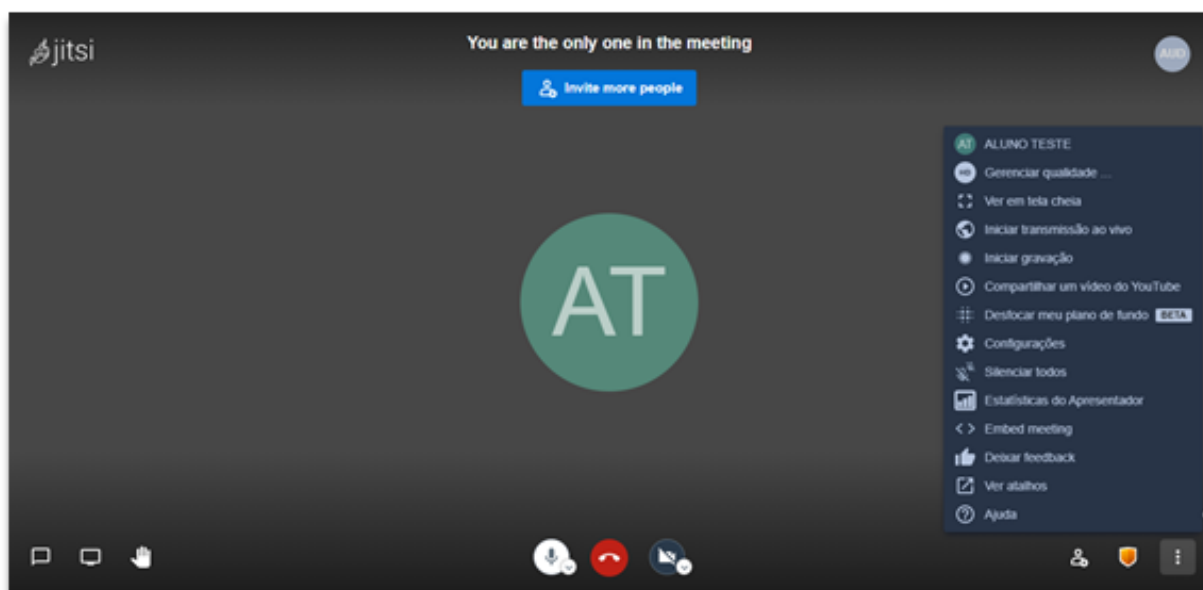 jitsi
You are the only one in the meeting
AUD
Invite more people
AT
AT ALUNO TESTE
HD Gerenciar qualidade ...
Ver em tela cheia
Iniciar transmissão ao vivo
Iniciar gravação
Compartilhar um vídeo do YouTube
Desfocar meu plano de fundo BETA
Configurações
Silenciar todos
Estatísticas do Apresentador
Embed meeting
Deixar feedback
Ver atalhos
Ajuda